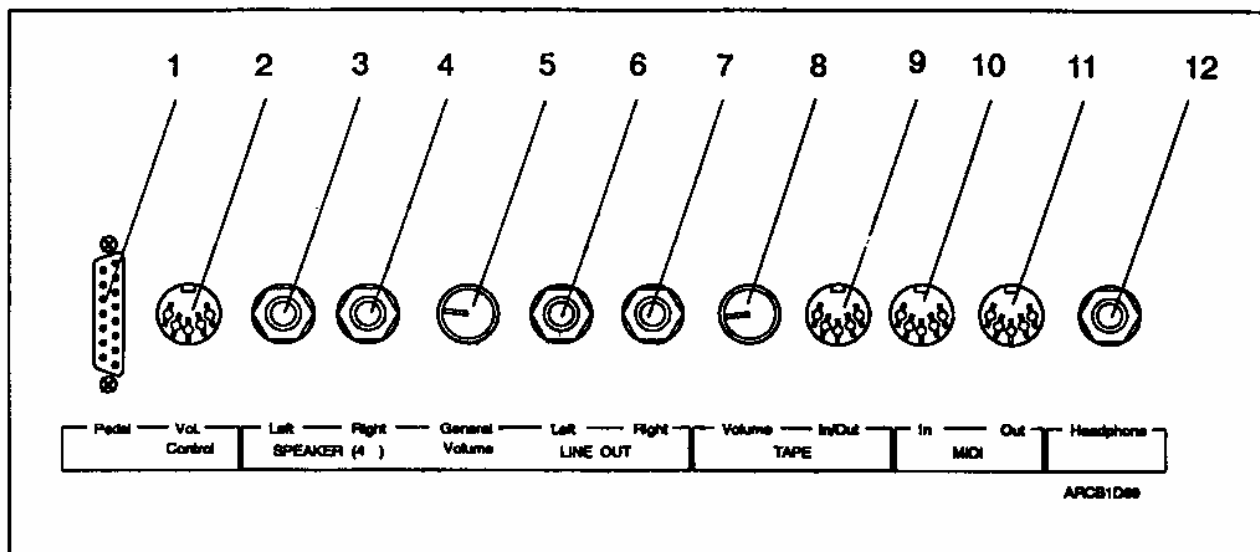 1 2 3 4 5 6 7 8 9 10 11 12
Pedal Vol. Left Right General Left Right Volume In/Out In Out Headphone
Control SPEAKER (4 ) Volume LINE OUT TAPE MIDI